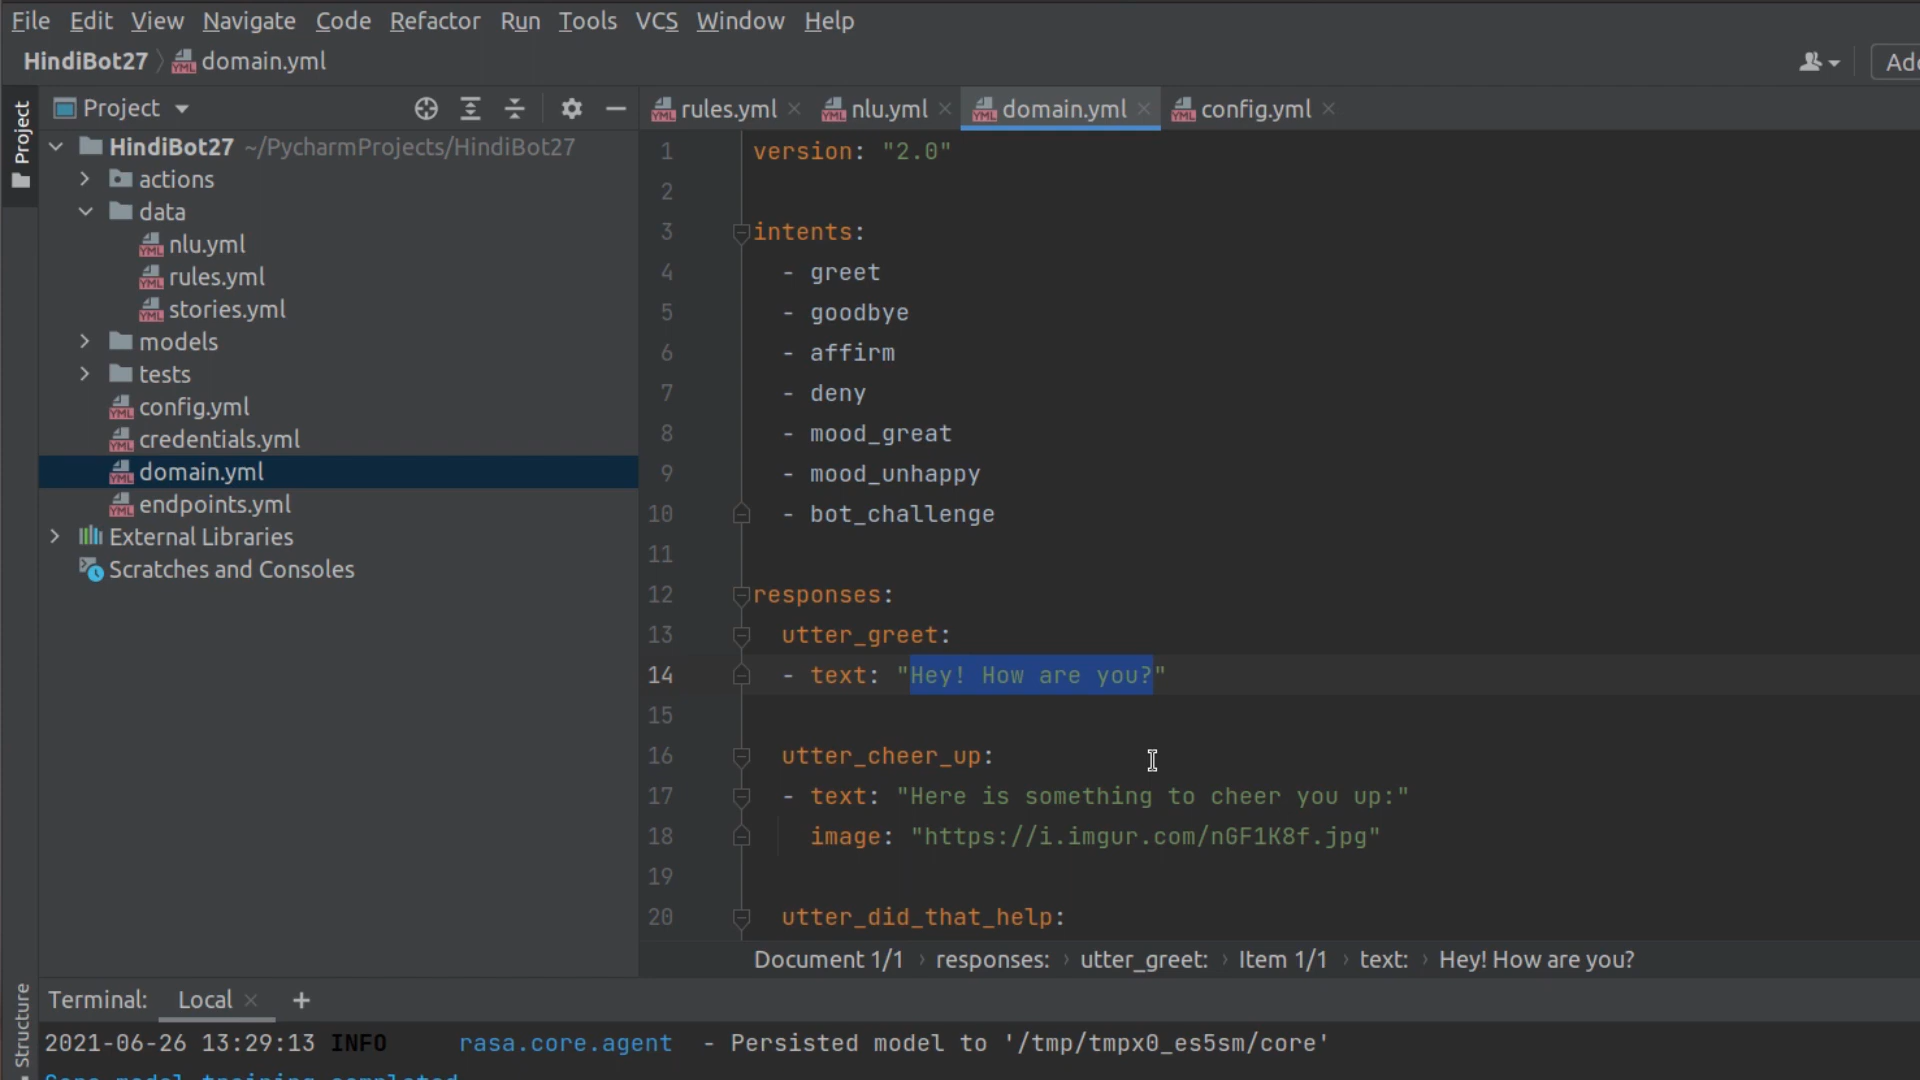 File Edit View Navigate Code Refactor Run Tools VCS Window Help
HindiBot27 domain.yml
Project
Project
rules.yml nlu.yml domain.yml config.yml
HindiBot27 ~/PycharmProjects/HindiBot27
actions
data
nlu.yml
rules.yml
stories.yml
models
tests
config.yml
credentials.yml
domain.yml
endpoints.yml
External Libraries
Scratches and Consoles
1 version: "2.0"
2
3 intents:
4 - greet
5 - goodbye
6 - affirm
7 - deny
8 - mood_great
9 - mood_unhappy
10 - bot_challenge
11
12 responses:
13 utter_greet:
14 - text: "Hey! How are you?"
15
16 utter_cheer_up:
17 - text: "Here is something to cheer you up:"
18 image: "https://i.imgur.com/nGF1K8f.jpg"
19
20 utter_did_that_help:
Document 1/1 › responses: › utter_greet: › Item 1/1 › text: › Hey! How are you?
Structure
Terminal: Local +
2021-06-26 13:29:13 INFO rasa.core.agent - Persisted model to '/tmp/tmpx0_es5sm/core'
Core model training completed